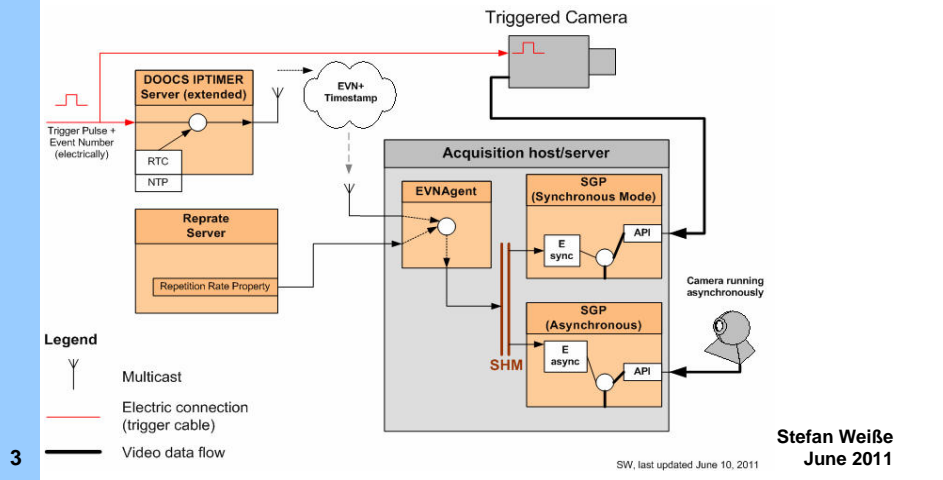 Triggered Camera
DOOCS IPTIMER
Server (extended)
EVN+
Timestamp
Trigger Pulse +
Event Number
(electrically)
RTC
NTP
Acquisition host/server
EVNAgent
SGP
(Synchronous Mode)
API
E
sync
Reprate
Server
Repetition Rate Property
Camera running
asynchronously
SGP
(Asynchronous)
E
async
API
SHM
Legend
Multicast
Electric connection
(trigger cable)
Video data flow
SW, last updated June 10, 2011
3
Stefan Weiße
June 2011